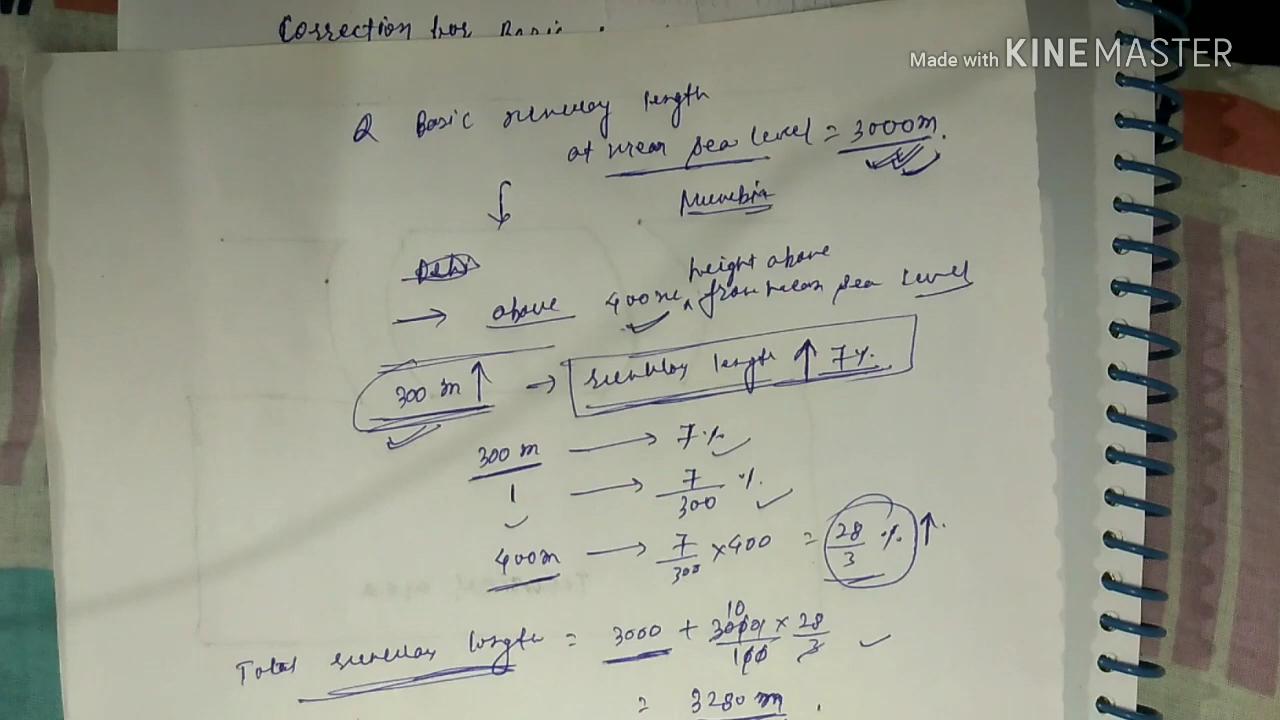 Correction for Basic
Made with KINEMASTER
Q Basic runway length
at mean sea level = 3000m.
Mumbai
Delhi
→ above 400m, from mean sea level
height above
300 m ↑ → runway length ↑ 7%.
300 m → 7%
1 → 7/300 %.
400m → 7/300 × 400 = 28/3 % ↑.
Total runway length = 3000 + 3000/100 × 28/3
10
= 3280 m.